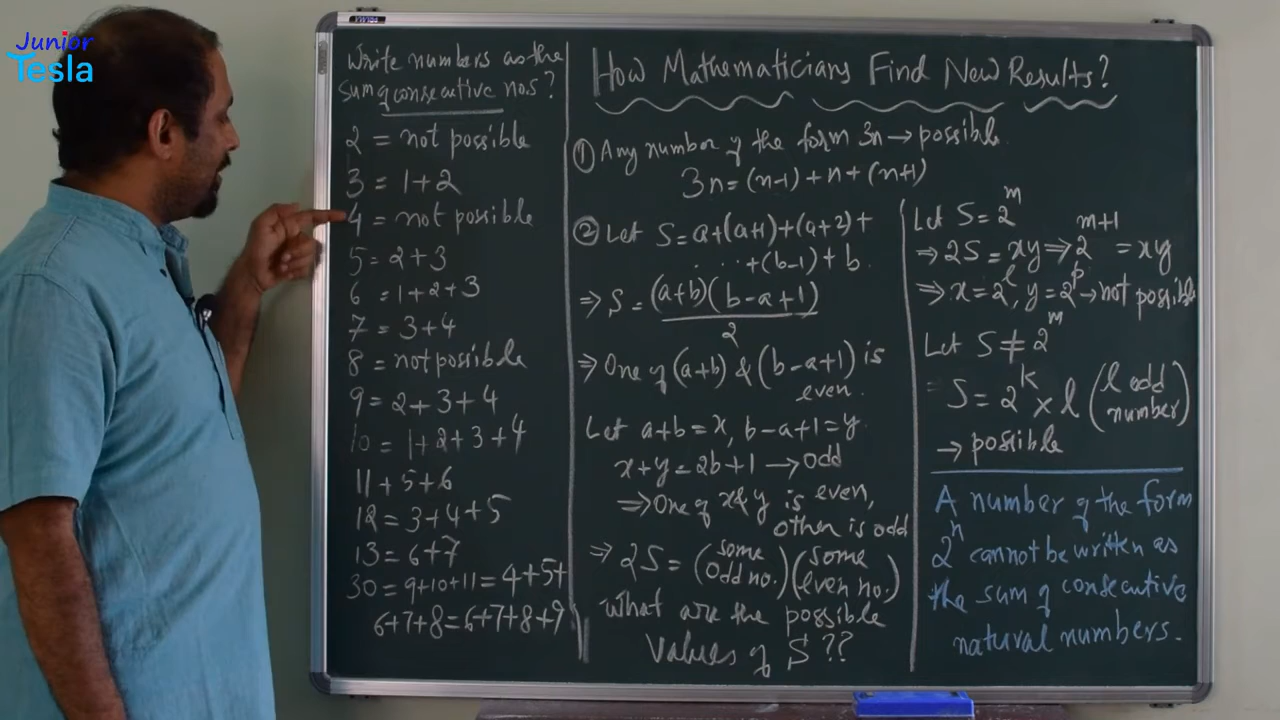 Junior
Tesla
Write numbers as the
sum of consecutive no.s ?
2 = not possible
3 = 1+2
4 = not possible
5 = 2+3
6 = 1+2+3
7 = 3+4
8 = not possible
9 = 2+3+4
10 = 1+2+3+4
11 + 5+6
12 = 3+4+5
13 = 6+7
30 = 9+10+11 = 4+5+
6+7+8 = 6+7+8+9
How Mathematicians Find New Results?
① Any number of the form 3n → possible.
3n = (n-1) + n + (n+1)
② Let S = a+(a+1)+(a+2)+
. . . . +(b-1) + b.
⇒ S = (a+b)(b-a+1)
2
⇒ One of (a+b) & (b-a+1) is
even.
Let a+b = x, b-a+1 = y.
x+y = 2b+1 → odd
⇒ One of x & y is even,
other is odd
⇒ 2S = (some odd no.)(some even no.)
What are the possible
values of S ??
Let S = 2^m
⇒ 2S = xy ⇒ 2^(m+1) = xy
⇒ x = 2^l, y = 2^p → not possible
Let S ≠ 2^m
= S = 2^k × l (l odd number)
→ possible
A number of the form
2^n cannot be written as
the sum of consecutive
natural numbers.